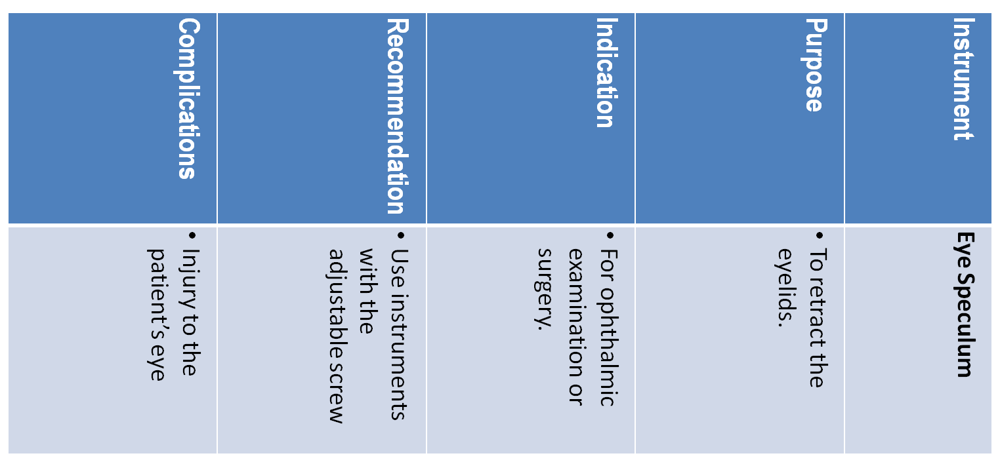 Instrument
Eye Speculum
Purpose
• To retract the
eyelids.
Indication
• For ophthalmic
examination or
surgery.
Recommendation
• Use instruments
with the
adjustable screw
Complications
• Injury to the
patient’s eye